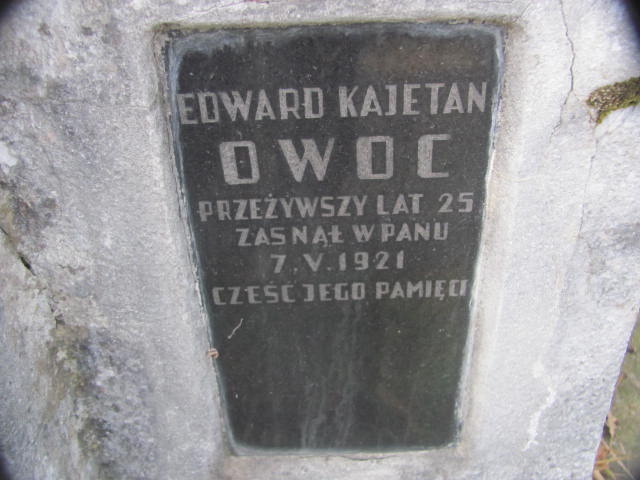 EDWARD KAJETAN
OWOC
PRZEŻYWSZY LAT 25
ZASNĄŁ W PANU
7.V.1921
CZEŚĆ JEGO PAMIĘCI